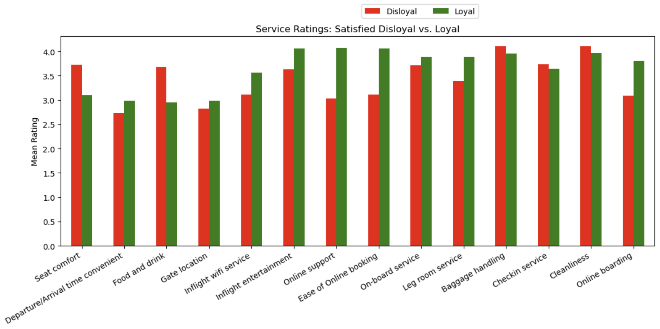 Disloyal Loyal
Service Ratings: Satisfied Disloyal vs. Loyal
Mean Rating
4.0
3.5
3.0
2.5
2.0
1.5
1.0
0.5
0.0
Seat comfort
Departure/Arrival time convenient
Food and drink
Gate location
Inflight wifi service
Inflight entertainment
Online support
Ease of Online booking
On-board service
Leg room service
Baggage handling
Checkin service
Cleanliness
Online boarding